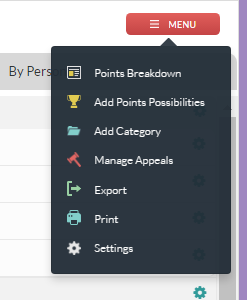 MENU
By Pers
Points Breakdown
Add Points Possibilities
Add Category
Manage Appeals
Export
Print
Settings